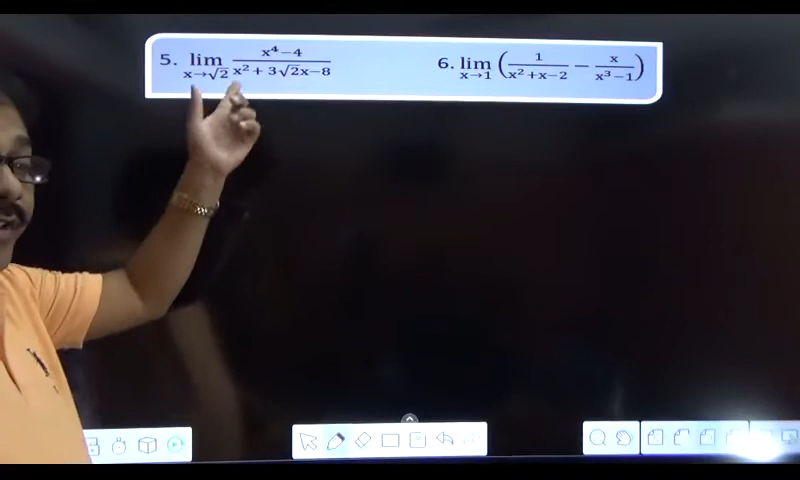 5. lim x→√2 (x⁴−4)/(x²+ 3√2x−8)
6. lim x→1 (1/(x²+x−2) − x/(x³−1))